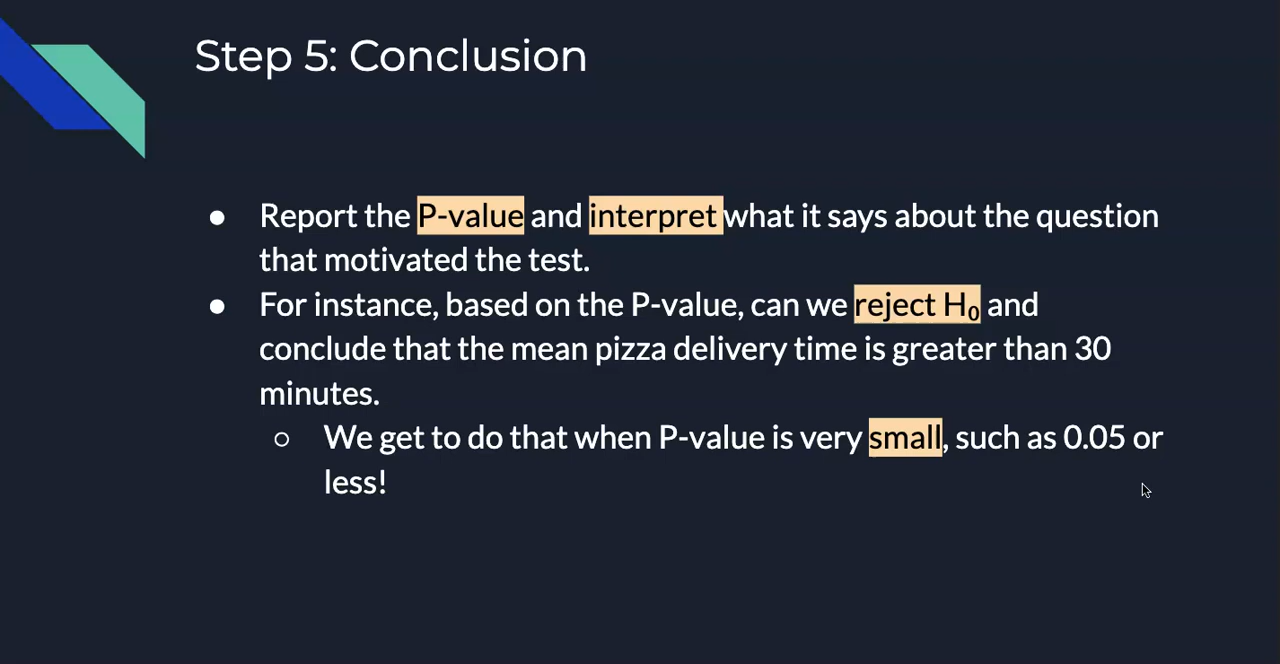 Step 5: Conclusion
● Report the P-value and interpret what it says about the question
that motivated the test.
● For instance, based on the P-value, can we reject H₀ and
conclude that the mean pizza delivery time is greater than 30
minutes.
○ We get to do that when P-value is very small, such as 0.05 or
less!